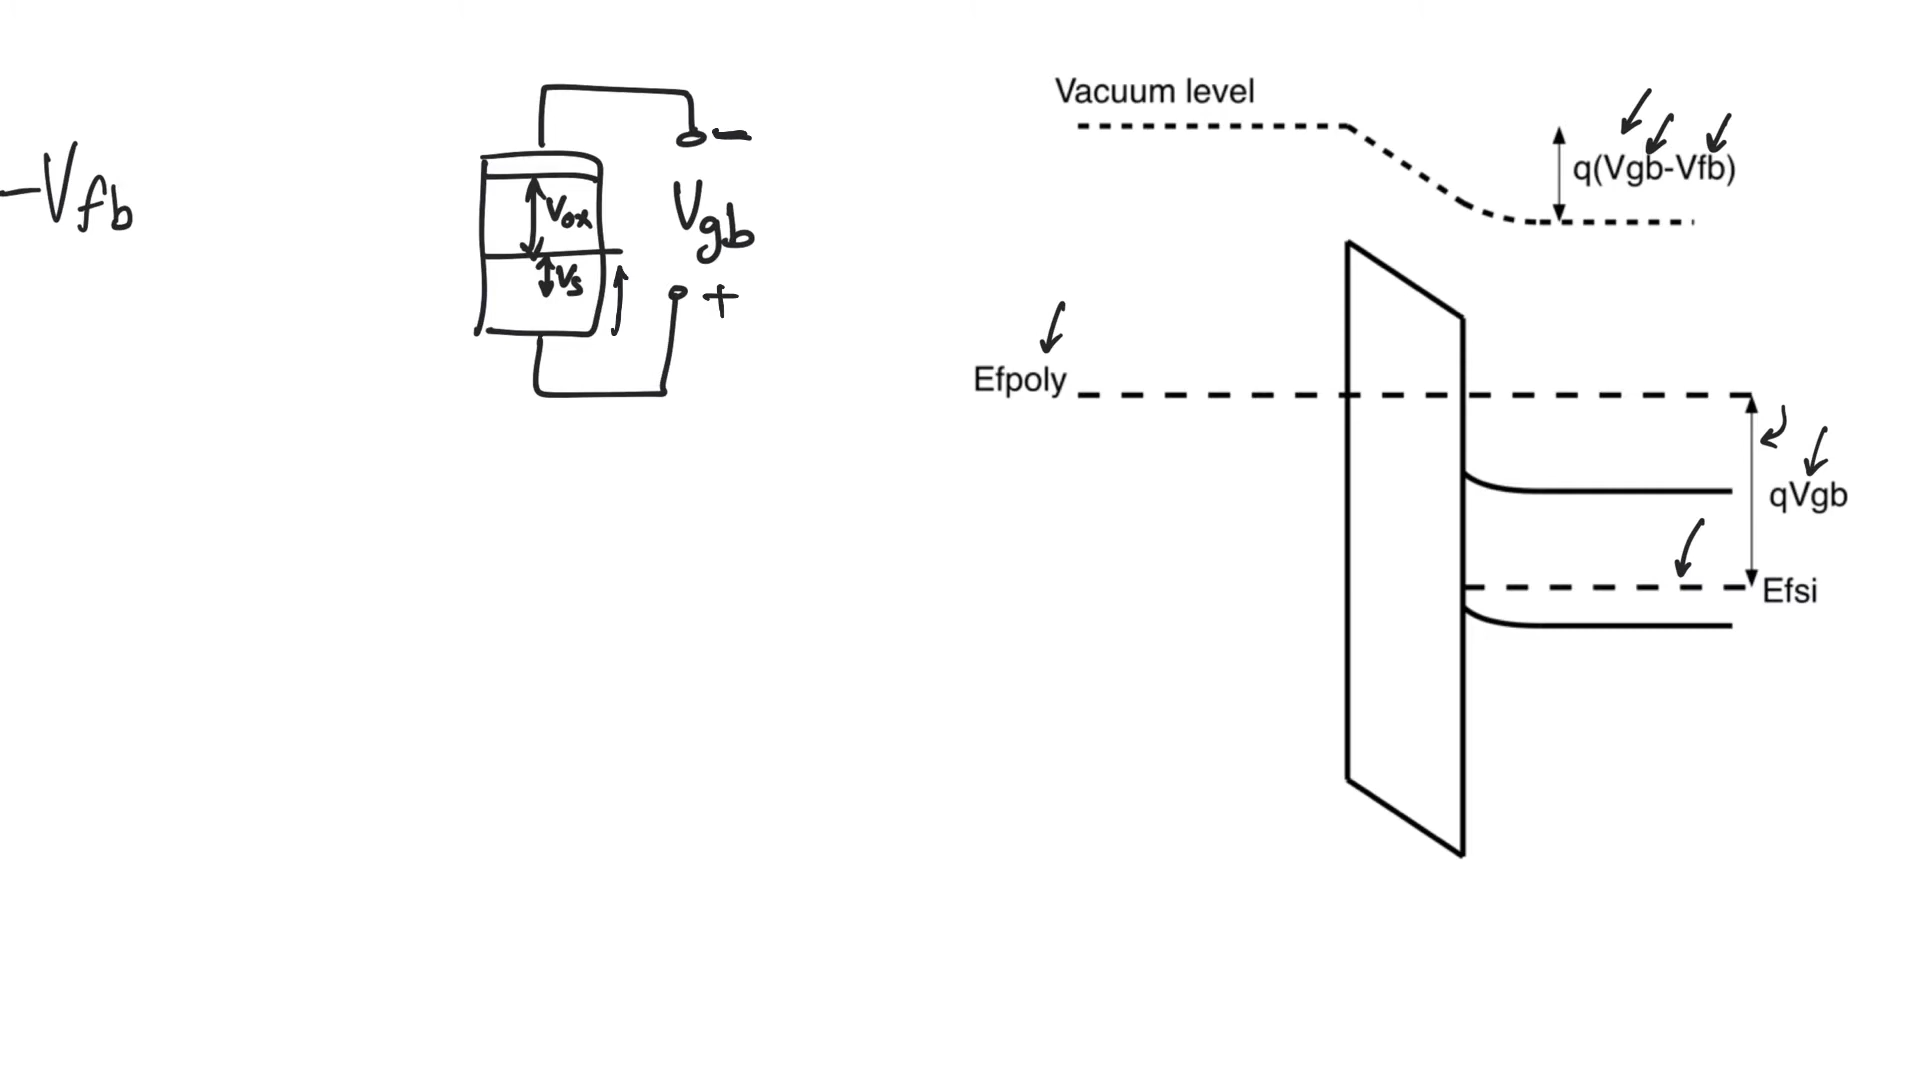 -Vfb
-
Vox
Vgb
Vs
+
Vacuum level
q(Vgb-Vfb)
Efpoly
qVgb
Efsi